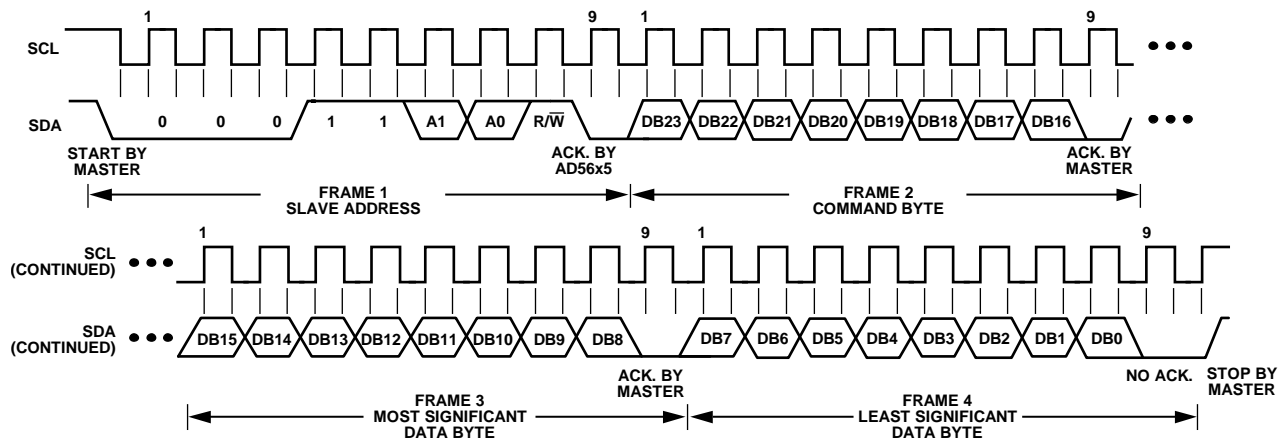 1 9 1 9
SCL
SDA
0 0 0 1 1 A1 A0 R/W̅ DB23 DB22 DB21 DB20 DB19 DB18 DB17 DB16
START BY
MASTER
ACK. BY
AD56x5
ACK. BY
MASTER
FRAME 1
SLAVE ADDRESS
FRAME 2
COMMAND BYTE
1 9 1 9
SCL
(CONTINUED)
SDA
(CONTINUED)
DB15 DB14 DB13 DB12 DB11 DB10 DB9 DB8 DB7 DB6 DB5 DB4 DB3 DB2 DB1 DB0
ACK. BY
MASTER
NO ACK.
STOP BY
MASTER
FRAME 3
MOST SIGNIFICANT
DATA BYTE
FRAME 4
LEAST SIGNIFICANT
DATA BYTE